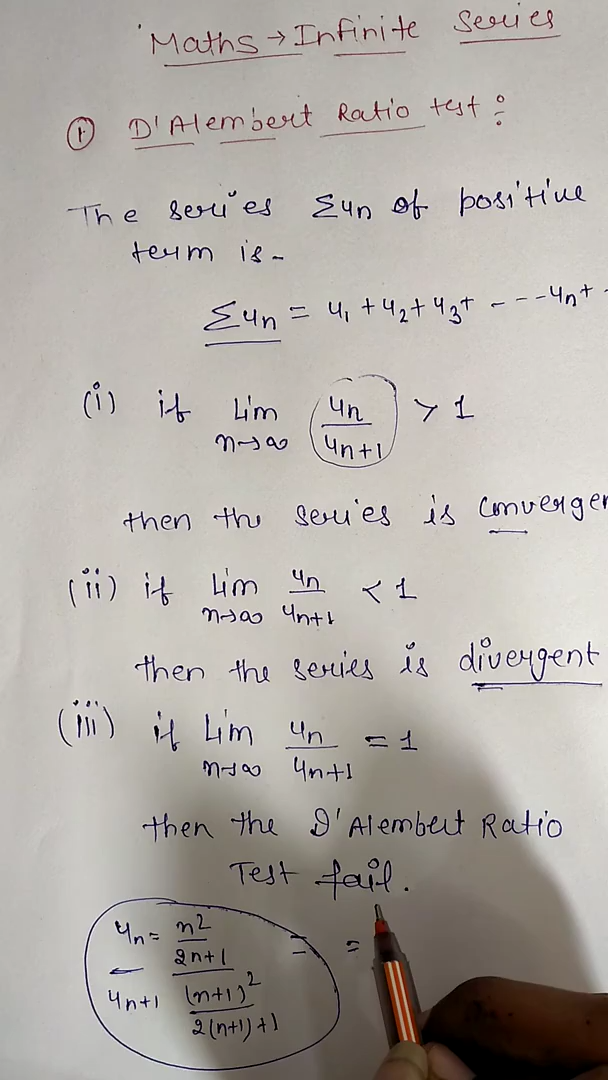 Maths → Infinite Series
① D'Alembert Ratio test :
The series Σun of positive
term is -
Σun = u1 + u2 + u3 + - - - un +
(i) if Lim n→∞ un/un+1 > 1
then the series is converge
(ii) if Lim n→∞ un/un+1 < 1
then the series is divergent
(iii) if Lim n→∞ un/un+1 = 1
then the D'Alembert Ratio
Test fail.
un = n²/2n+1 = =
un+1 (n+1)²/2(n+1)+1